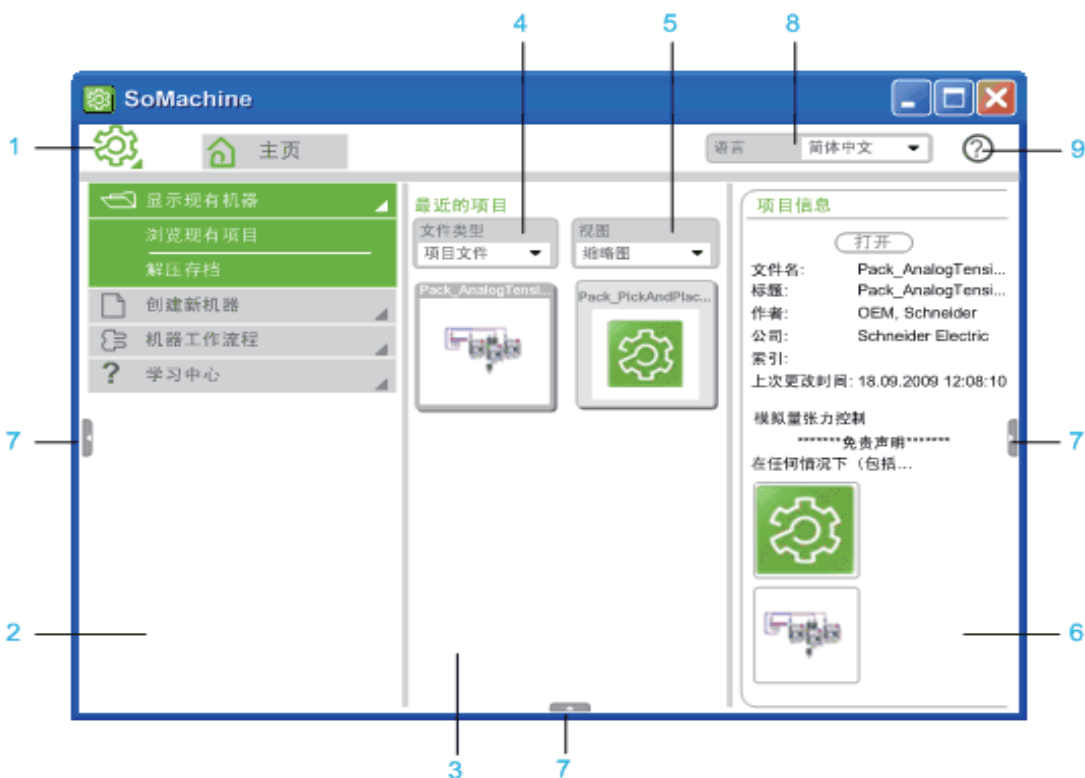 4 5 8
SoMachine
1
主页
语言 简体中文
9
显示现有机器
浏览现有项目
解压存档
创建新机器
机器工作流程
? 学习中心
最近的项目
文件类型
项目文件
视图
缩略图
Pack_AnalogTensi...
Pack_PickAndPlac...
项目信息
打开
文件名: Pack_AnalogTensi...
标题: Pack_AnalogTensi...
作者: OEM, Schneider
公司: Schneider Electric
索引:
上次更改时间: 18.09.2009 12:08:10
模拟量张力控制
*******免责声明*******
在任何情况下（包括...
7 7
2 6
3 7